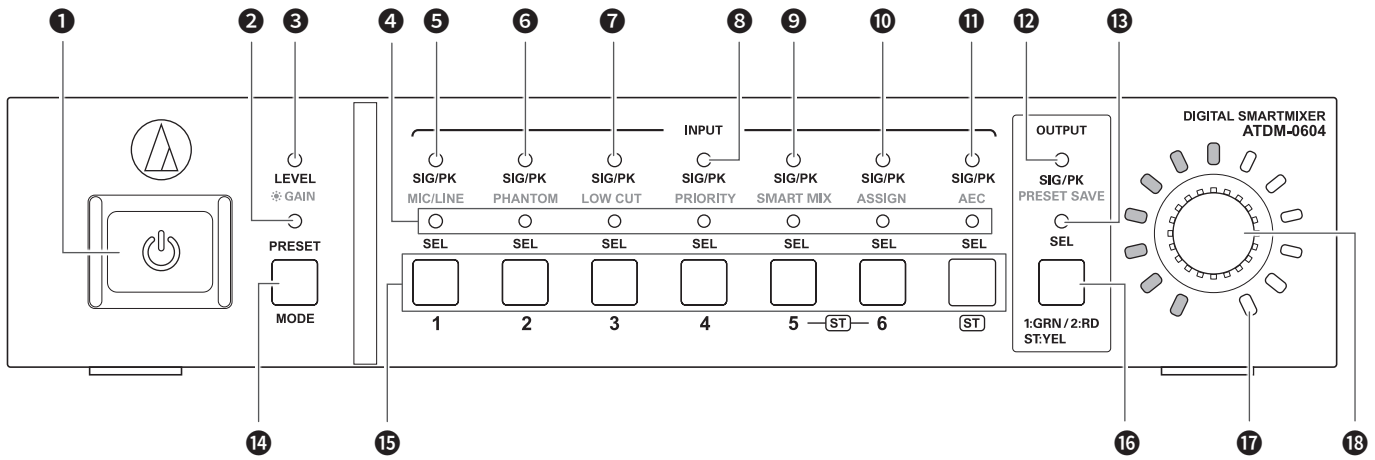 1 2 3 4 5 6 7 8 9 10 11 12 13
INPUT
OUTPUT
DIGITAL SMARTMIXER
ATDM-0604
LEVEL
GAIN
SIG/PK SIG/PK SIG/PK SIG/PK SIG/PK SIG/PK SIG/PK
MIC/LINE PHANTOM LOW CUT PRIORITY SMART MIX ASSIGN AEC
SIG/PK
PRESET SAVE
PRESET
SEL SEL SEL SEL SEL SEL SEL
SEL
MODE
1 2 3 4 5 ST 6 ST
1:GRN / 2:RD
ST:YEL
14 15 16 17 18